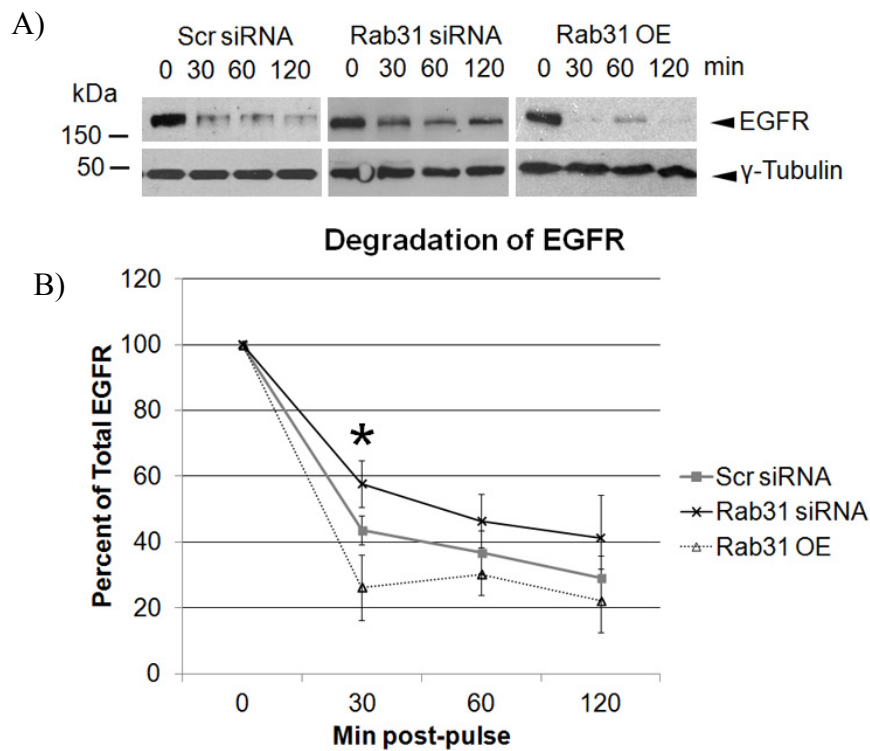 A)
Scr siRNA Rab31 siRNA Rab31 OE
0 30 60 120 0 30 60 120 0 30 60 120 min
kDa
150
EGFR
50
γ-Tubulin
Degradation of EGFR
B)
120
100
80
60
40
20
0
Percent of Total EGFR
*
Scr siRNA
Rab31 siRNA
Rab31 OE
0 30 60 120
Min post-pulse